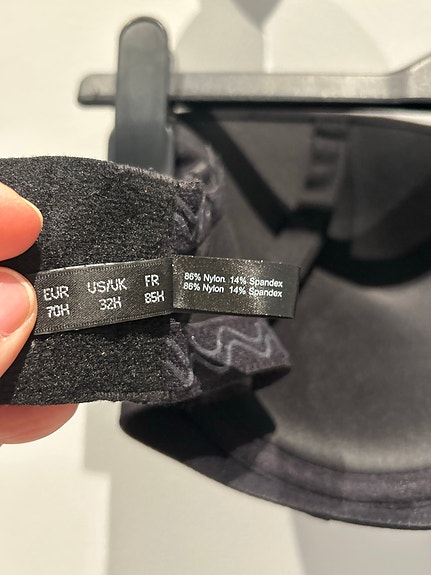 EUR US/UK FR
70H 32H 85H
86% Nylon 14% Spandex
86% Nylon 14% Spandex